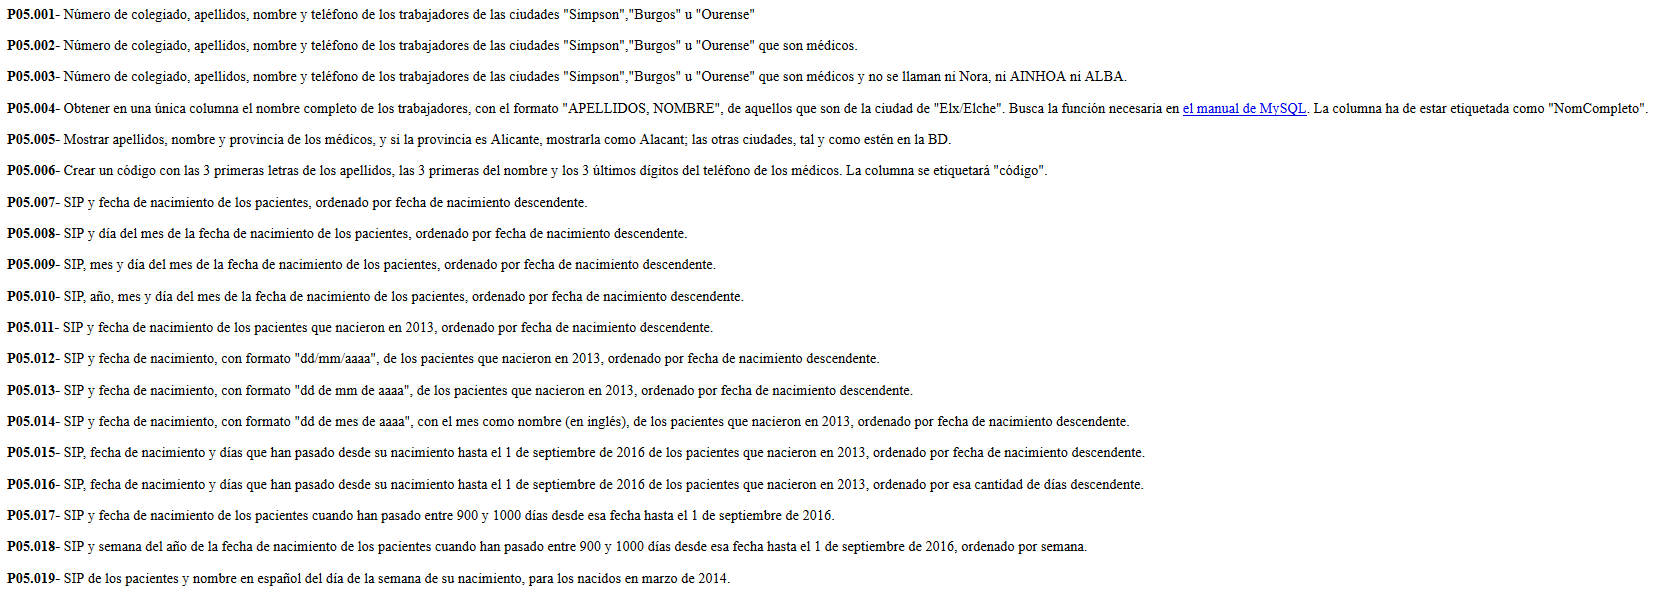 P05.001- Número de colegiado, apellidos, nombre y teléfono de los trabajadores de las ciudades "Simpson","Burgos" u "Ourense"
P05.002- Número de colegiado, apellidos, nombre y teléfono de los trabajadores de las ciudades "Simpson","Burgos" u "Ourense" que son médicos.
P05.003- Número de colegiado, apellidos, nombre y teléfono de los trabajadores de las ciudades "Simpson","Burgos" u "Ourense" que son médicos y no se llaman ni Nora, ni AINHOA ni ALBA.
P05.004- Obtener en una única columna el nombre completo de los trabajadores, con el formato "APELLIDOS, NOMBRE", de aquellos que son de la ciudad de "Elx/Elche". Busca la función necesaria en el manual de MySQL. La columna ha de estar etiquetada como "NomCompleto".
P05.005- Mostrar apellidos, nombre y provincia de los médicos, y si la provincia es Alicante, mostrarla como Alacant; las otras ciudades, tal y como estén en la BD.
P05.006- Crear un código con las 3 primeras letras de los apellidos, las 3 primeras del nombre y los 3 últimos dígitos del teléfono de los médicos. La columna se etiquetará "código".
P05.007- SIP y fecha de nacimiento de los pacientes, ordenado por fecha de nacimiento descendente.
P05.008- SIP y día del mes de la fecha de nacimiento de los pacientes, ordenado por fecha de nacimiento descendente.
P05.009- SIP, mes y día del mes de la fecha de nacimiento de los pacientes, ordenado por fecha de nacimiento descendente.
P05.010- SIP, año, mes y día del mes de la fecha de nacimiento de los pacientes, ordenado por fecha de nacimiento descendente.
P05.011- SIP y fecha de nacimiento de los pacientes que nacieron en 2013, ordenado por fecha de nacimiento descendente.
P05.012- SIP y fecha de nacimiento, con formato "dd/mm/aaaa", de los pacientes que nacieron en 2013, ordenado por fecha de nacimiento descendente.
P05.013- SIP y fecha de nacimiento, con formato "dd de mm de aaaa", de los pacientes que nacieron en 2013, ordenado por fecha de nacimiento descendente.
P05.014- SIP y fecha de nacimiento, con formato "dd de mes de aaaa", con el mes como nombre (en inglés), de los pacientes que nacieron en 2013, ordenado por fecha de nacimiento descendente.
P05.015- SIP, fecha de nacimiento y días que han pasado desde su nacimiento hasta el 1 de septiembre de 2016 de los pacientes que nacieron en 2013, ordenado por fecha de nacimiento descendente.
P05.016- SIP, fecha de nacimiento y días que han pasado desde su nacimiento hasta el 1 de septiembre de 2016 de los pacientes que nacieron en 2013, ordenado por esa cantidad de días descendente.
P05.017- SIP y fecha de nacimiento de los pacientes cuando han pasado entre 900 y 1000 días desde esa fecha hasta el 1 de septiembre de 2016.
P05.018- SIP y semana del año de la fecha de nacimiento de los pacientes cuando han pasado entre 900 y 1000 días desde esa fecha hasta el 1 de septiembre de 2016, ordenado por semana.
P05.019- SIP de los pacientes y nombre en español del día de la semana de su nacimiento, para los nacidos en marzo de 2014.